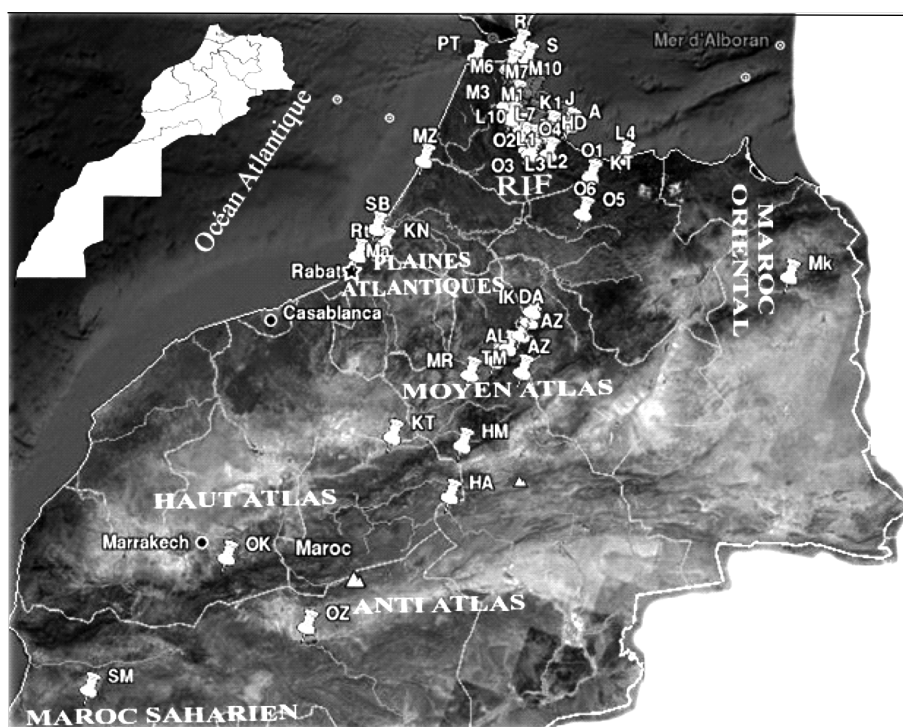 R
PT
S
Mer d'Alboran
M6
M7
M10
M3
M1
K1
J
A
L10
L7
HD
MZ
O2
L1
O4
O1
L4
O3
L3
L2
KT
RIF
O6
O5
Océan Atlantique
SB
Rt
KN
Ma
Rabat
PLAINES
ATLANTIQUES
MAROC
ORIENTAL
Mk
Casablanca
IK
DA
AZ
AL
AZ
MR
TM
MOYEN ATLAS
KT
HM
HA
HAUT ATLAS
Marrakech
OK
Maroc
OZ
ANTI ATLAS
SM
MAROC SAHARIEN